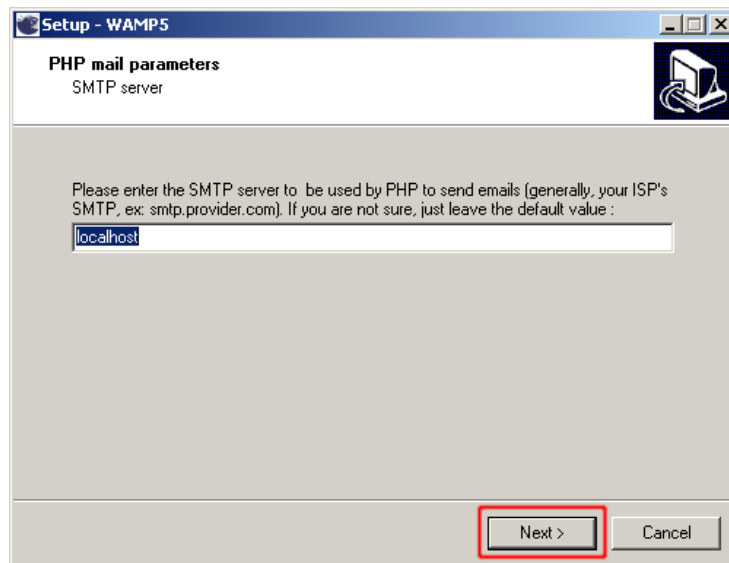 Setup - WAMP5
PHP mail parameters
SMTP server
Please enter the SMTP server to  be used by PHP to send emails (generally, your ISP's
SMTP, ex: smtp.provider.com). If you are not sure, just leave the default value :
localhost
Next >
Cancel